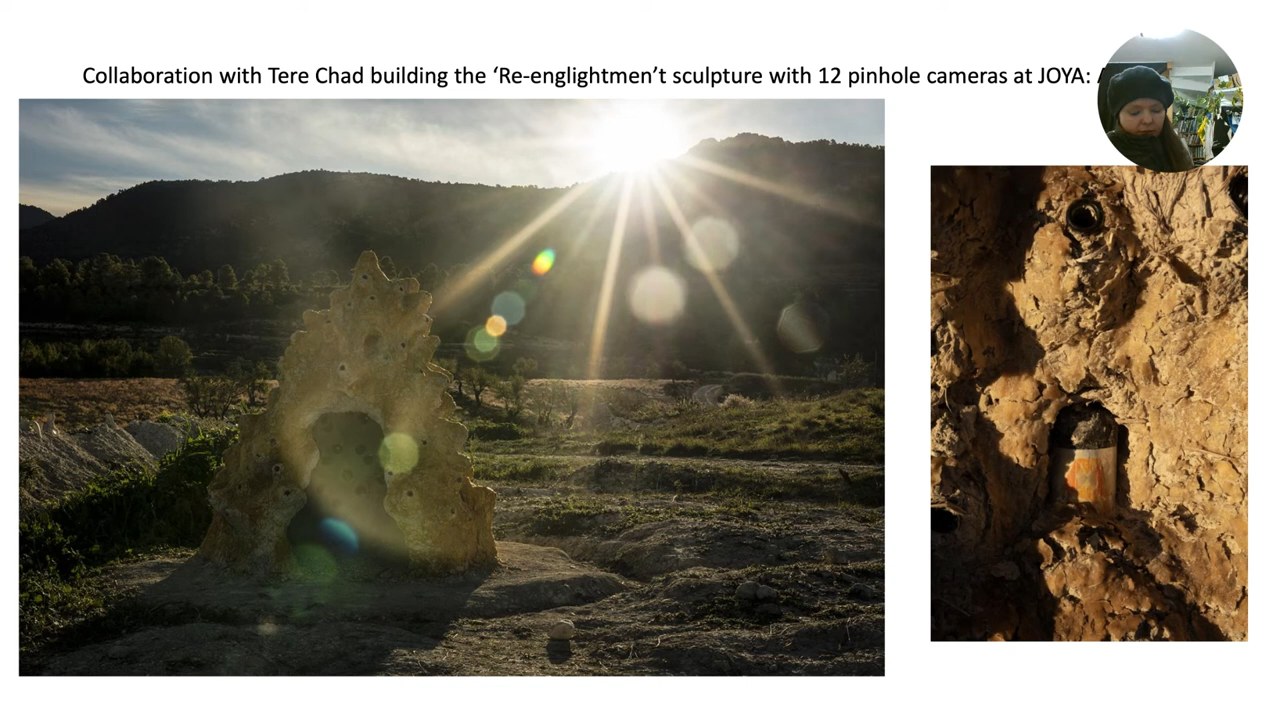 Collaboration with Tere Chad building the ‘Re-englightmen’t sculpture with 12 pinhole cameras at JOYA: